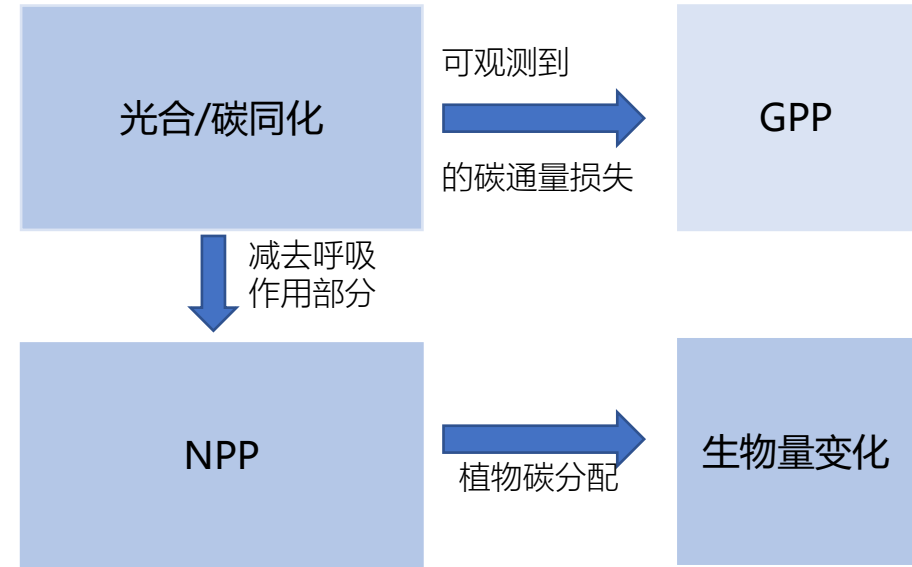 光合/碳同化
可观测到
的碳通量损失
GPP
减去呼吸
作用部分
NPP
植物碳分配
生物量变化